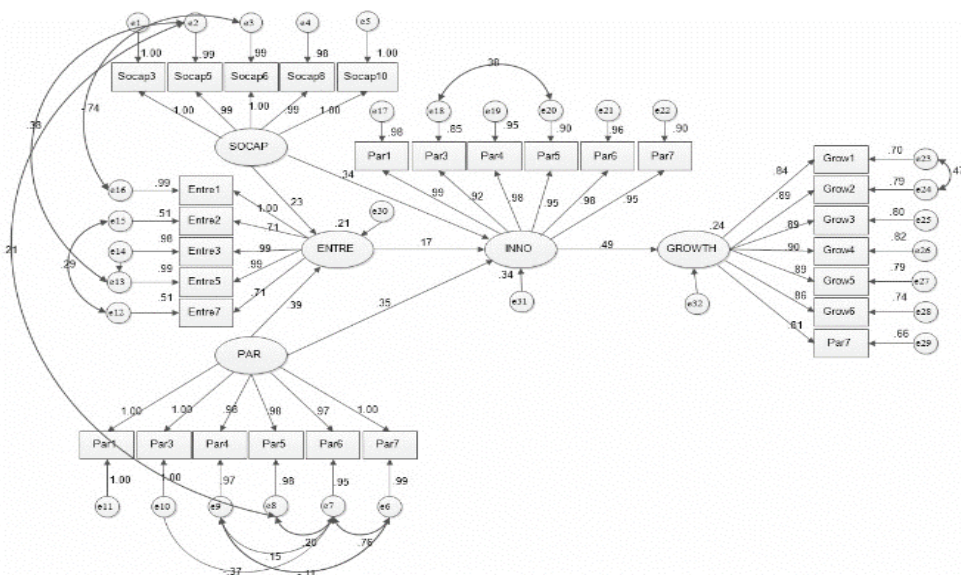 e1 e2 e3 e4 e5
1.00 .99 .99 .98 1.00
Socap3 Socap5 Socap6 Socap8 Socap10
1.00 .99 1.00 .99 1.00
SOCAP
.38
e17 e18 e19 e20 e21 e22
.98 .85 .95 .90 .96 .90
Par1 Par3 Par4 Par5 Par6 Par7
.99 .92 .98 .95 .98 .95
.74
.38
.21
.29
e16 .99 Entre1
e15 .51 Entre2
e14 .98 Entre3
e13 .99 Entre5
e12 .51 Entre7
1.00
.71
.99
.99
.71
.23
.34
.21
e30
ENTRE
17
INNO
.34
e31
.49
.24
GROWTH
e32
.39
.35
PAR
.84 Grow1 .70 e23
.89 Grow2 .79 e24
.89 Grow3 .80 e25
.90 Grow4 .82 e26
.89 Grow5 .79 e27
.86 Grow6 .74 e28
.81 Par7 .66 e29
1.00 1.00 .98 .98 .97 1.00
Par1 Par3 Par4 Par5 Par6 Par7
1.00 1.00 .97 .98 .95 .99
e11 e10 e9 e8 e7 e6
.20 .76
.15
.37